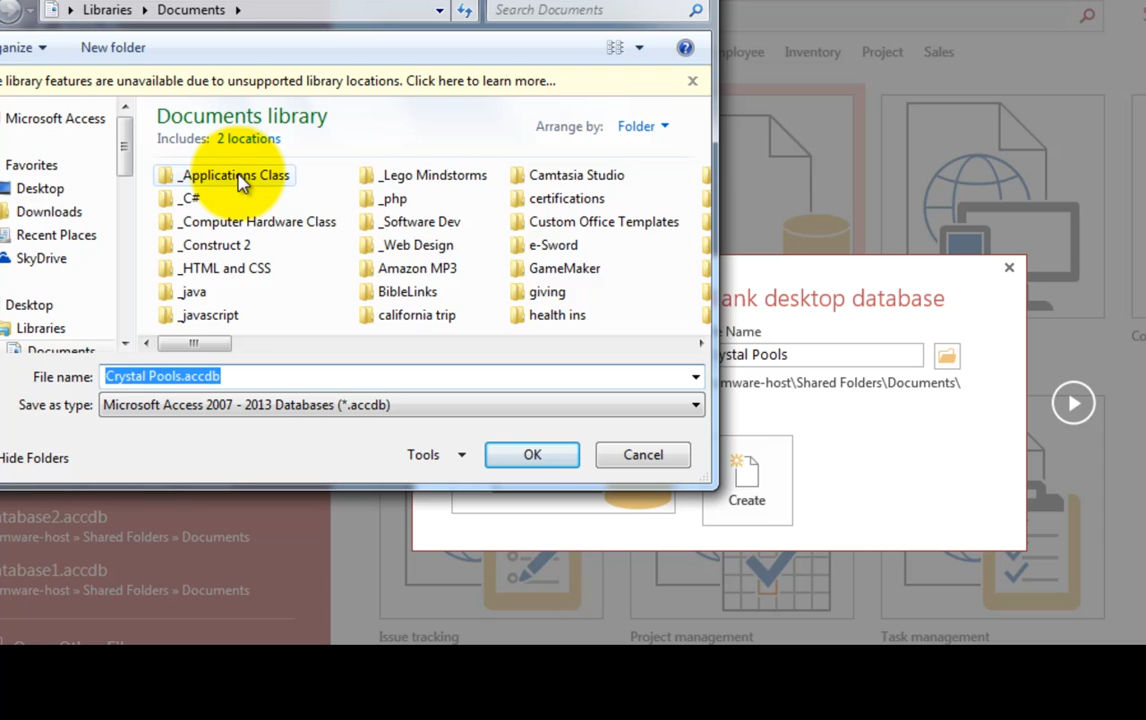 Libraries Documents Search Documents
ganize New folder
e library features are unavailable due to unsupported library locations. Click here to learn more...
Microsoft Access
Favorites
Desktop
Downloads
Recent Places
SkyDrive
Desktop
Libraries
Documents
Documents library
Includes: 2 locations
Arrange by: Folder
_Applications Class
_C#
_Computer Hardware Class
_Construct 2
_HTML and CSS
_java
_javascript
_Lego Mindstorms
_php
_Software Dev
_Web Design
Amazon MP3
BibleLinks
california trip
Camtasia Studio
certifications
Custom Office Templates
e-Sword
GameMaker
giving
health ins
File name: Crystal Pools.accdb
Save as type: Microsoft Access 2007 - 2013 Databases (*.accdb)
Hide Folders Tools OK Cancel
ployee Inventory Project Sales
ank desktop database
e Name
ystal Pools
mware-host\Shared Folders\Documents\
Create
tabase2.accdb
mware-host » Shared Folders » Documents
tabase1.accdb
mware-host » Shared Folders » Documents
Issue tracking Project management Task management